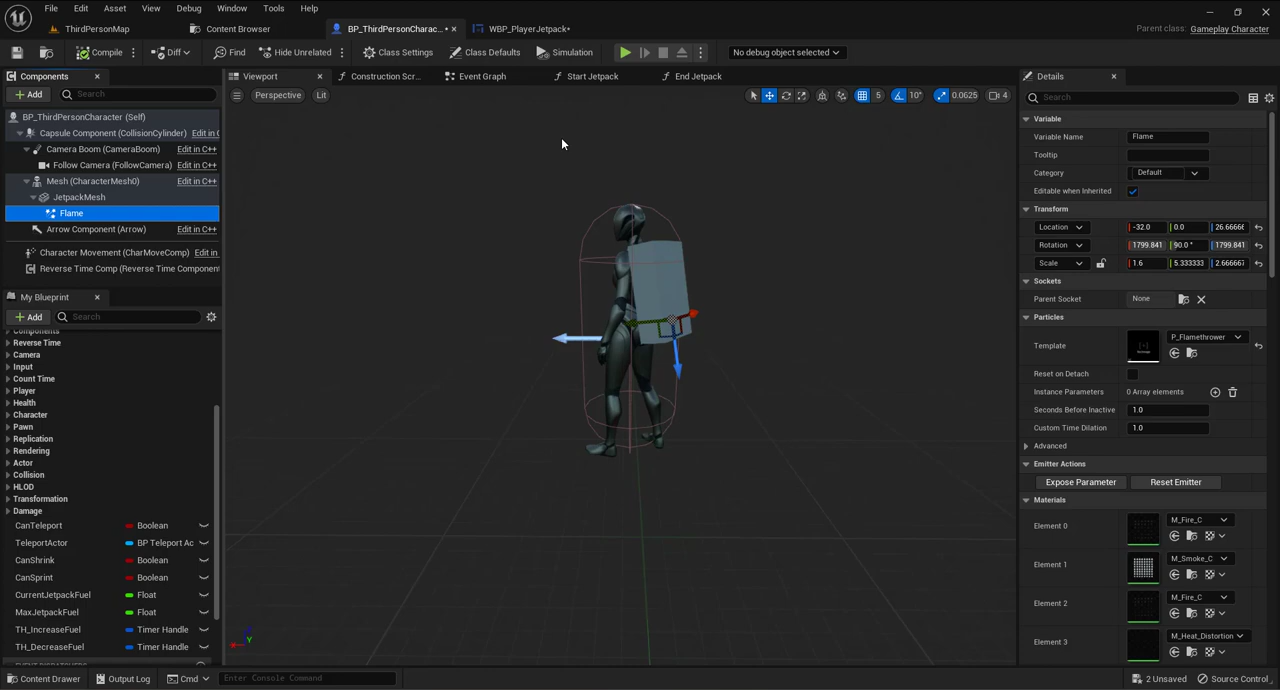 File Edit Asset View Debug Window Tools Help
ThirdPersonMap Content Browser BP_ThirdPersonCharac... • WBP_PlayerJetpack•
Parent class: Gameplay Character
Compile Diff Find Hide Unrelated Class Settings Class Defaults Simulation No debug object selected
Components
Add Search
BP_ThirdPersonCharacter (Self)
Capsule Component (CollisionCylinder) Edit in C
Camera Boom (CameraBoom) Edit in C++
Follow Camera (FollowCamera) Edit in C++
Mesh (CharacterMesh0) Edit in C++
JetpackMesh
Flame
Arrow Component (Arrow) Edit in C++
Character Movement (CharMoveComp) Edit in
Reverse Time Comp (Reverse Time Component
My Blueprint
Add Search
Components
Reverse Time
Camera
Input
Count Time
Player
Health
Character
Pawn
Replication
Rendering
Actor
Collision
HLOD
Transformation
Damage
CanTeleport Boolean
TeleportActor BP Teleport Ac
CanShrink Boolean
CanSprint Boolean
CurrentJetpackFuel Float
MaxJetpackFuel Float
TH_IncreaseFuel Timer Handle
TH_DecreaseFuel Timer Handle
EVENT DISPATCHERS
Viewport Construction Scr... Event Graph Start Jetpack End Jetpack
Perspective Lit 5 10° 0.0625 4
Z
Y
Details
Search
Variable
Variable Name Flame
Tooltip
Category Default
Editable when Inherited
Transform
Location -32.0 0.0 26.66666
Rotation 1799.841 90.0 ° 1799.841
Scale 1.6 5.333333 2.666667
Sockets
Parent Socket None
Particles
Template P_Flamethrower
Reset on Detach
Instance Parameters 0 Array elements
Seconds Before Inactive 1.0
Custom Time Dilation 1.0
Advanced
Emitter Actions
Expose Parameter Reset Emitter
Materials
Element 0 M_Fire_C
Element 1 M_Smoke_C
Element 2 M_Fire_C
Element 3 M_Heat_Distortion
Content Drawer Output Log Cmd Enter Console Command 2 Unsaved Source Control